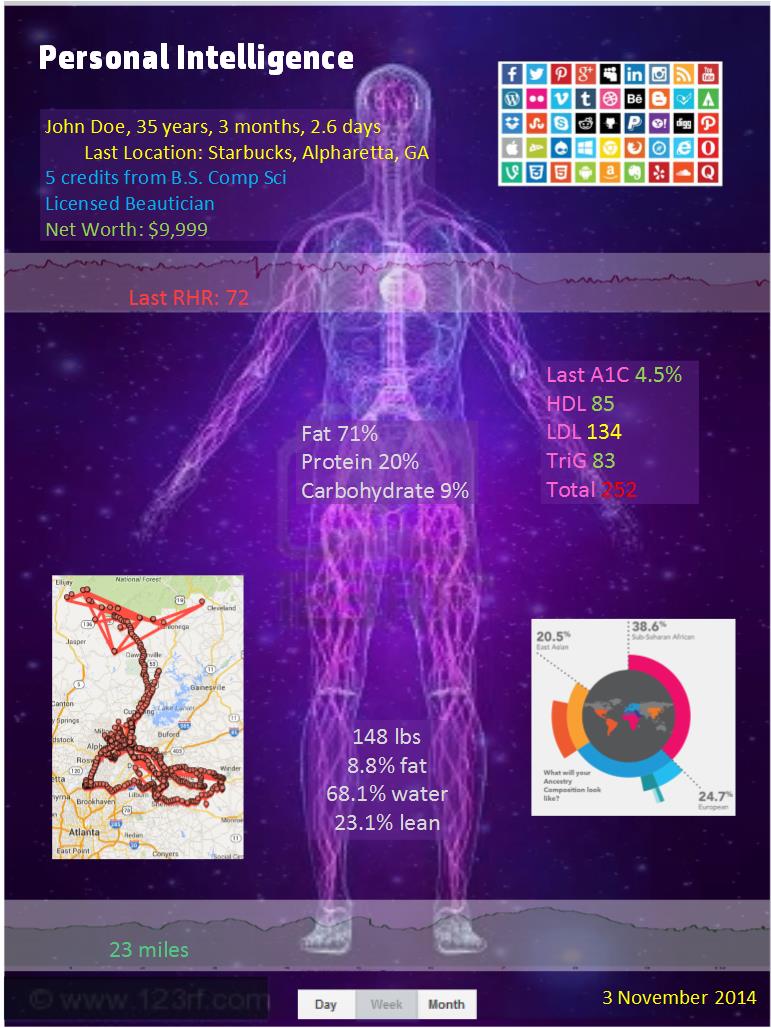 Personal Intelligence
John Doe, 35 years, 3 months, 2.6 days
Last Location: Starbucks, Alpharetta, GA
5 credits from B.S. Comp Sci
Licensed Beautician
Net Worth: $9,999
Last RHR: 72
Last A1C 4.5%
HDL 85
LDL 134
TriG 83
Total 252
Fat 71%
Protein 20%
Carbohydrate 9%
Ellijay
National Forest
Cleveland
Jasper
Gainesville
Canton
Lake Lanier
Buford
Winder
Lilburn
Brookhaven
Atlanta
Redan
East Point
Conyers
38.6%
Sub-Saharan African
20.5%
East Asian
What will your
Ancestry
Composition look
like?
24.7%
European
148 lbs
8.8% fat
68.1% water
23.1% lean
23 miles
© www.123rf.com
Day Week Month
3 November 2014